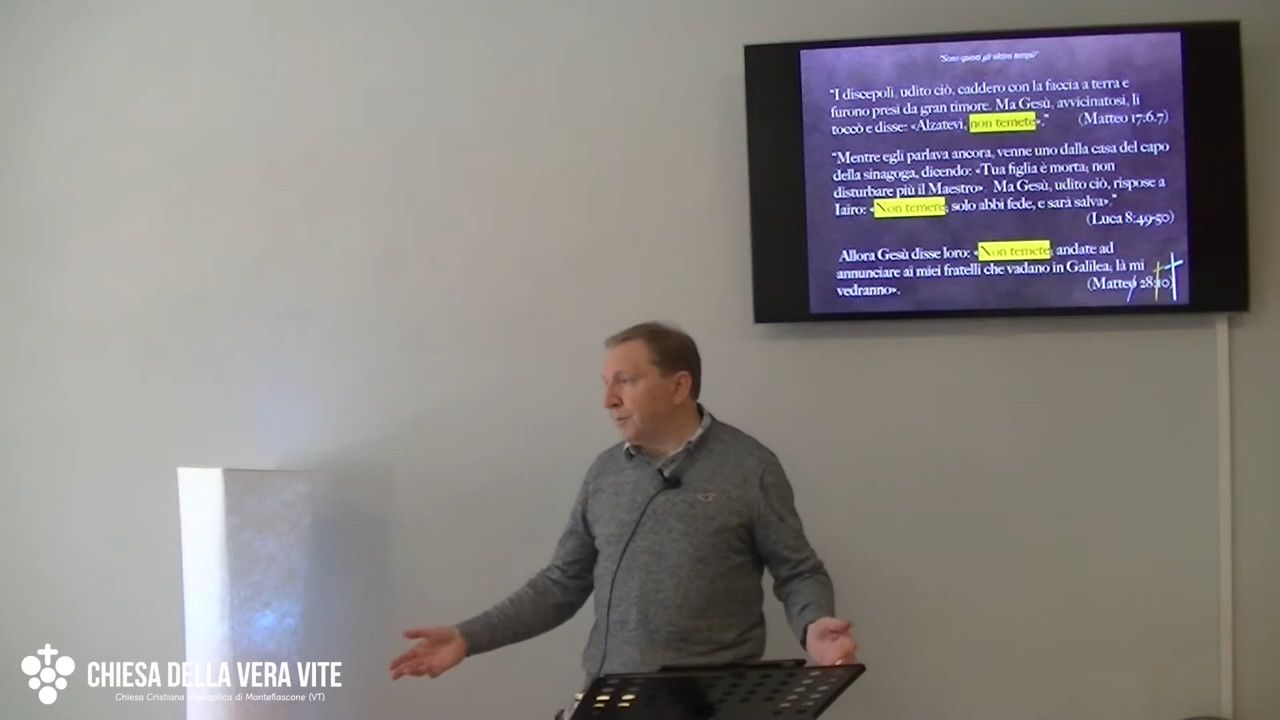 "Sono questi gli ultimi tempi?"
"I discepoli, udito ciò, caddero con la faccia a terra e
furono presi da gran timore. Ma Gesù, avvicinatosi, li
toccò e disse: «Alzatevi, non temete»." (Matteo 17:6.7)
"Mentre egli parlava ancora, venne uno dalla casa del capo
della sinagoga, dicendo: «Tua figlia è morta; non
disturbare più il Maestro». Ma Gesù, udito ciò, rispose a
Iairo: «Non temere; solo abbi fede, e sarà salva»."
(Luca 8:49-50)
Allora Gesù disse loro: «Non temete; andate ad
annunciare ai miei fratelli che vadano in Galilea; là mi
vedranno». (Matteo 28:10)
CHIESA DELLA VERA VITE
Chiesa Cristiana Evangelica di Montefiascone (VT)